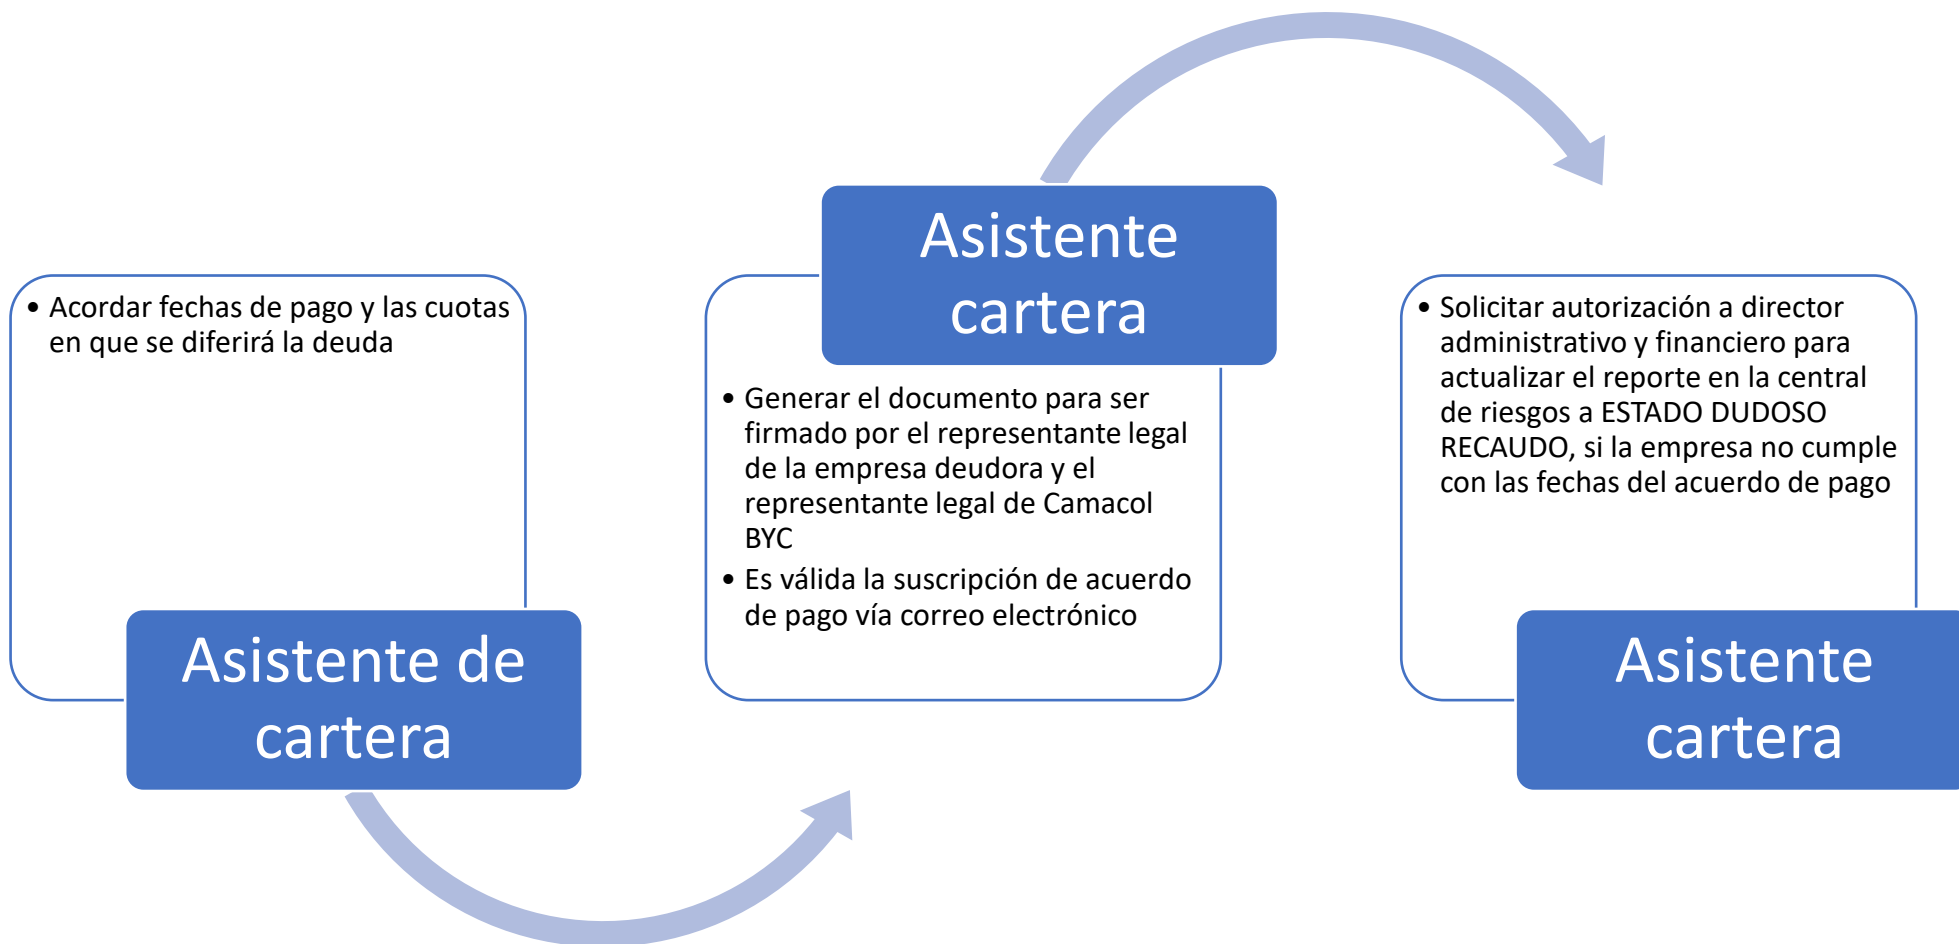 • Acordar fechas de pago y las cuotas
en que se diferirá la deuda
Asistente de
cartera
Asistente
cartera
• Generar el documento para ser
firmado por el representante legal
de la empresa deudora y el
representante legal de Camacol
BYC
• Es válida la suscripción de acuerdo
de pago vía correo electrónico
• Solicitar autorización a director
administrativo y financiero para
actualizar el reporte en la central
de riesgos a ESTADO DUDOSO
RECAUDO, si la empresa no cumple
con las fechas del acuerdo de pago
Asistente
cartera